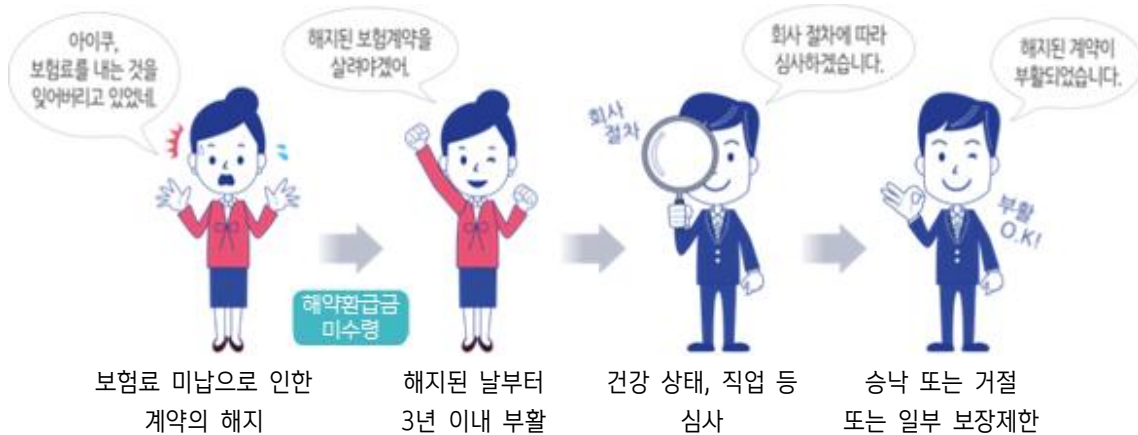 아이쿠,
보험료를 내는 것을
잊어버리고 있었네.
해지된 보험계약을
살려야겠어.
회사 절차에 따라
심사하겠습니다.
해지된 계약이
부활되었습니다.
회사
절차
부활
O.K!
해약환급금
미수령
보험료 미납으로 인한
계약의 해지
해지된 날부터
3년 이내 부활
건강 상태, 직업 등
심사
승낙 또는 거절
또는 일부 보장제한